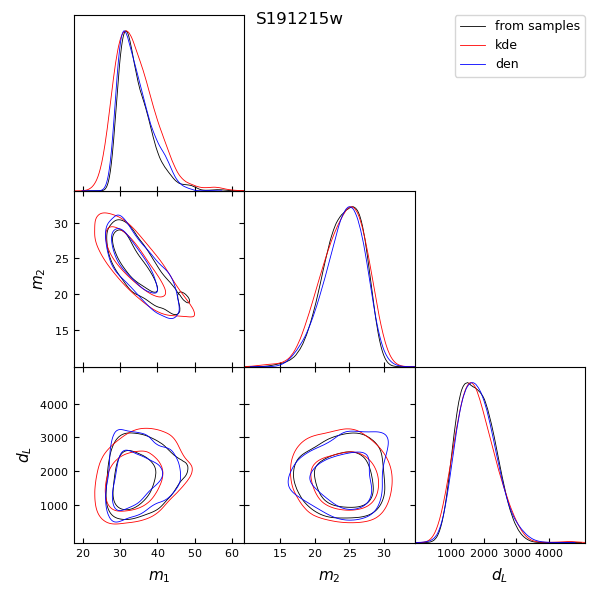 S191215w
from samples
kde
den
m₂
30
25
20
15
d_L
4000
3000
2000
1000
20 30 40 50 60
15 20 25 30
1000 2000 3000 4000
m₁ m₂ d_L